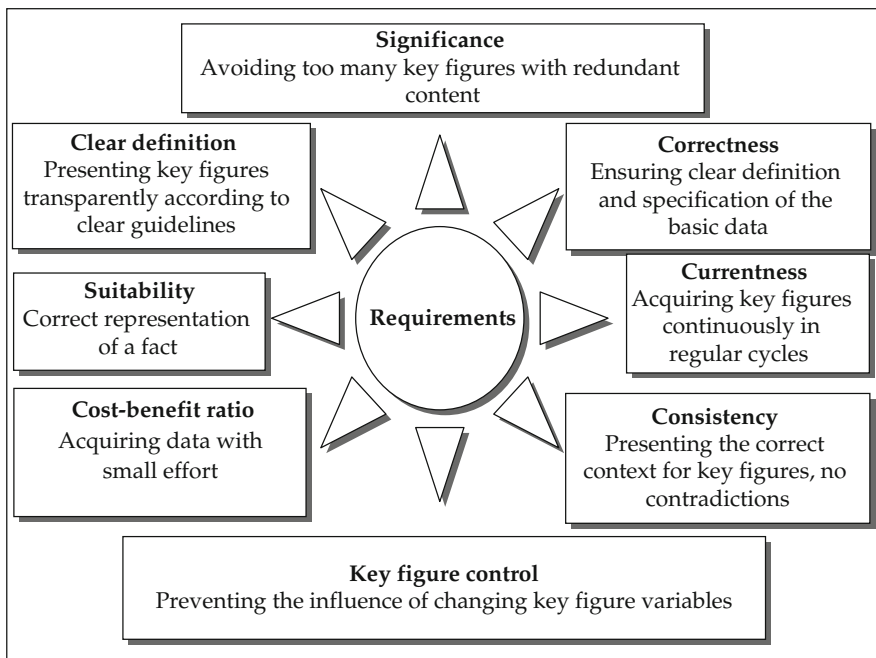 Significance
Avoiding too many key figures with redundant
content
Clear definition
Presenting key figures
transparently according to
clear guidelines
Correctness
Ensuring clear definition
and specification of the
basic data
Suitability
Correct representation
of a fact
Requirements
Currentness
Acquiring key figures
continuously in
regular cycles
Cost-benefit ratio
Acquiring data with
small effort
Consistency
Presenting the correct
context for key figures, no
contradictions
Key figure control
Preventing the influence of changing key figure variables